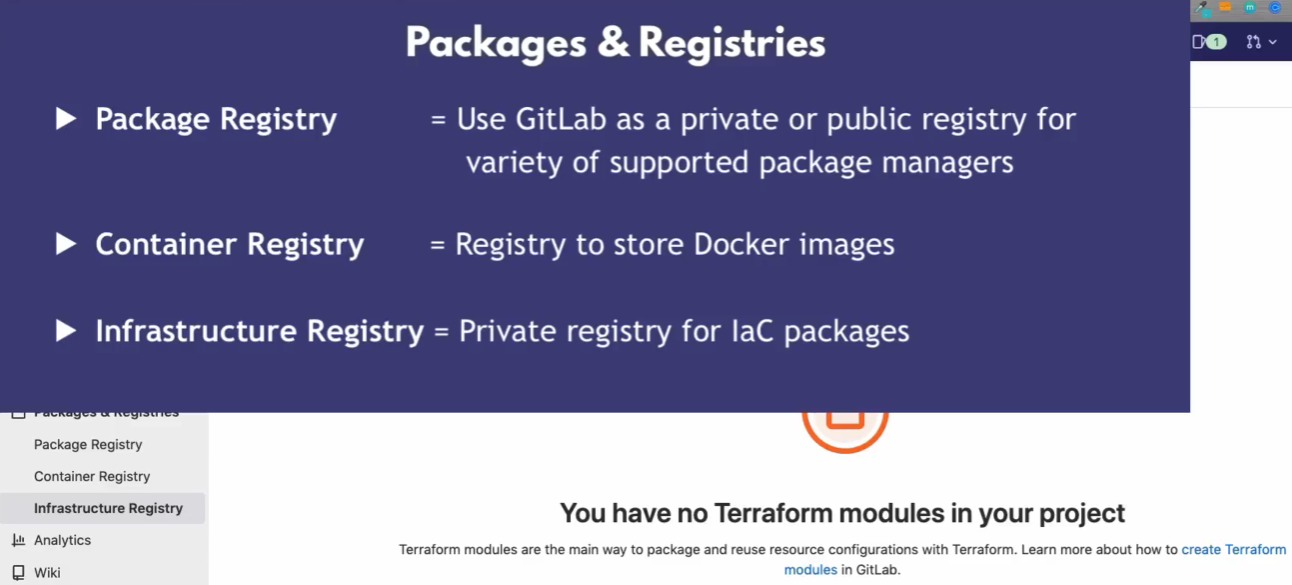 Packages & Registries
▶ Package Registry = Use GitLab as a private or public registry for
variety of supported package managers
▶ Container Registry = Registry to store Docker images
▶ Infrastructure Registry = Private registry for IaC packages
1
Packages & Registries
Package Registry
Container Registry
Infrastructure Registry
Analytics
Wiki
You have no Terraform modules in your project
Terraform modules are the main way to package and reuse resource configurations with Terraform. Learn more about how to create Terraform
modules in GitLab.